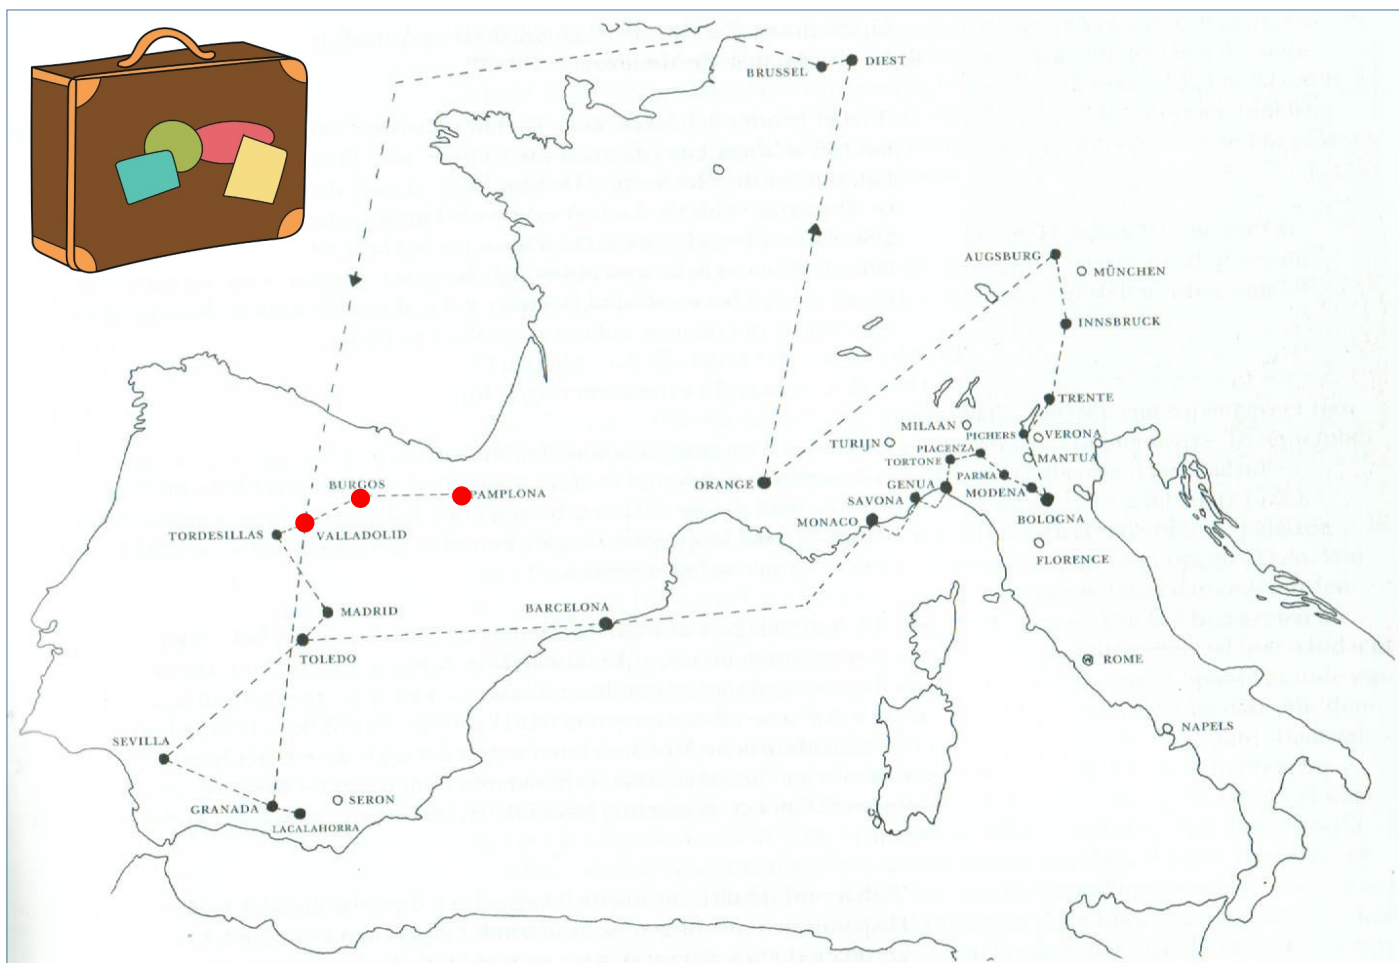 BRUSSEL
DIEST
AUGSBURG
MÜNCHEN
INNSBRUCK
TRENTE
MILAAN
PICHERS
VERONA
TURIJN
PIACENZA
MANTUA
TORTONE
BURGOS
PAMPLONA
ORANGE
GENUA
PARMA
SAVONA
MODENA
BOLOGNA
MONACO
TORDESILLAS
VALLADOLID
FLORENCE
MADRID
BARCELONA
TOLEDO
ROME
SEVILLA
NAPELS
GRANADA
SERON
LACALAHORRA